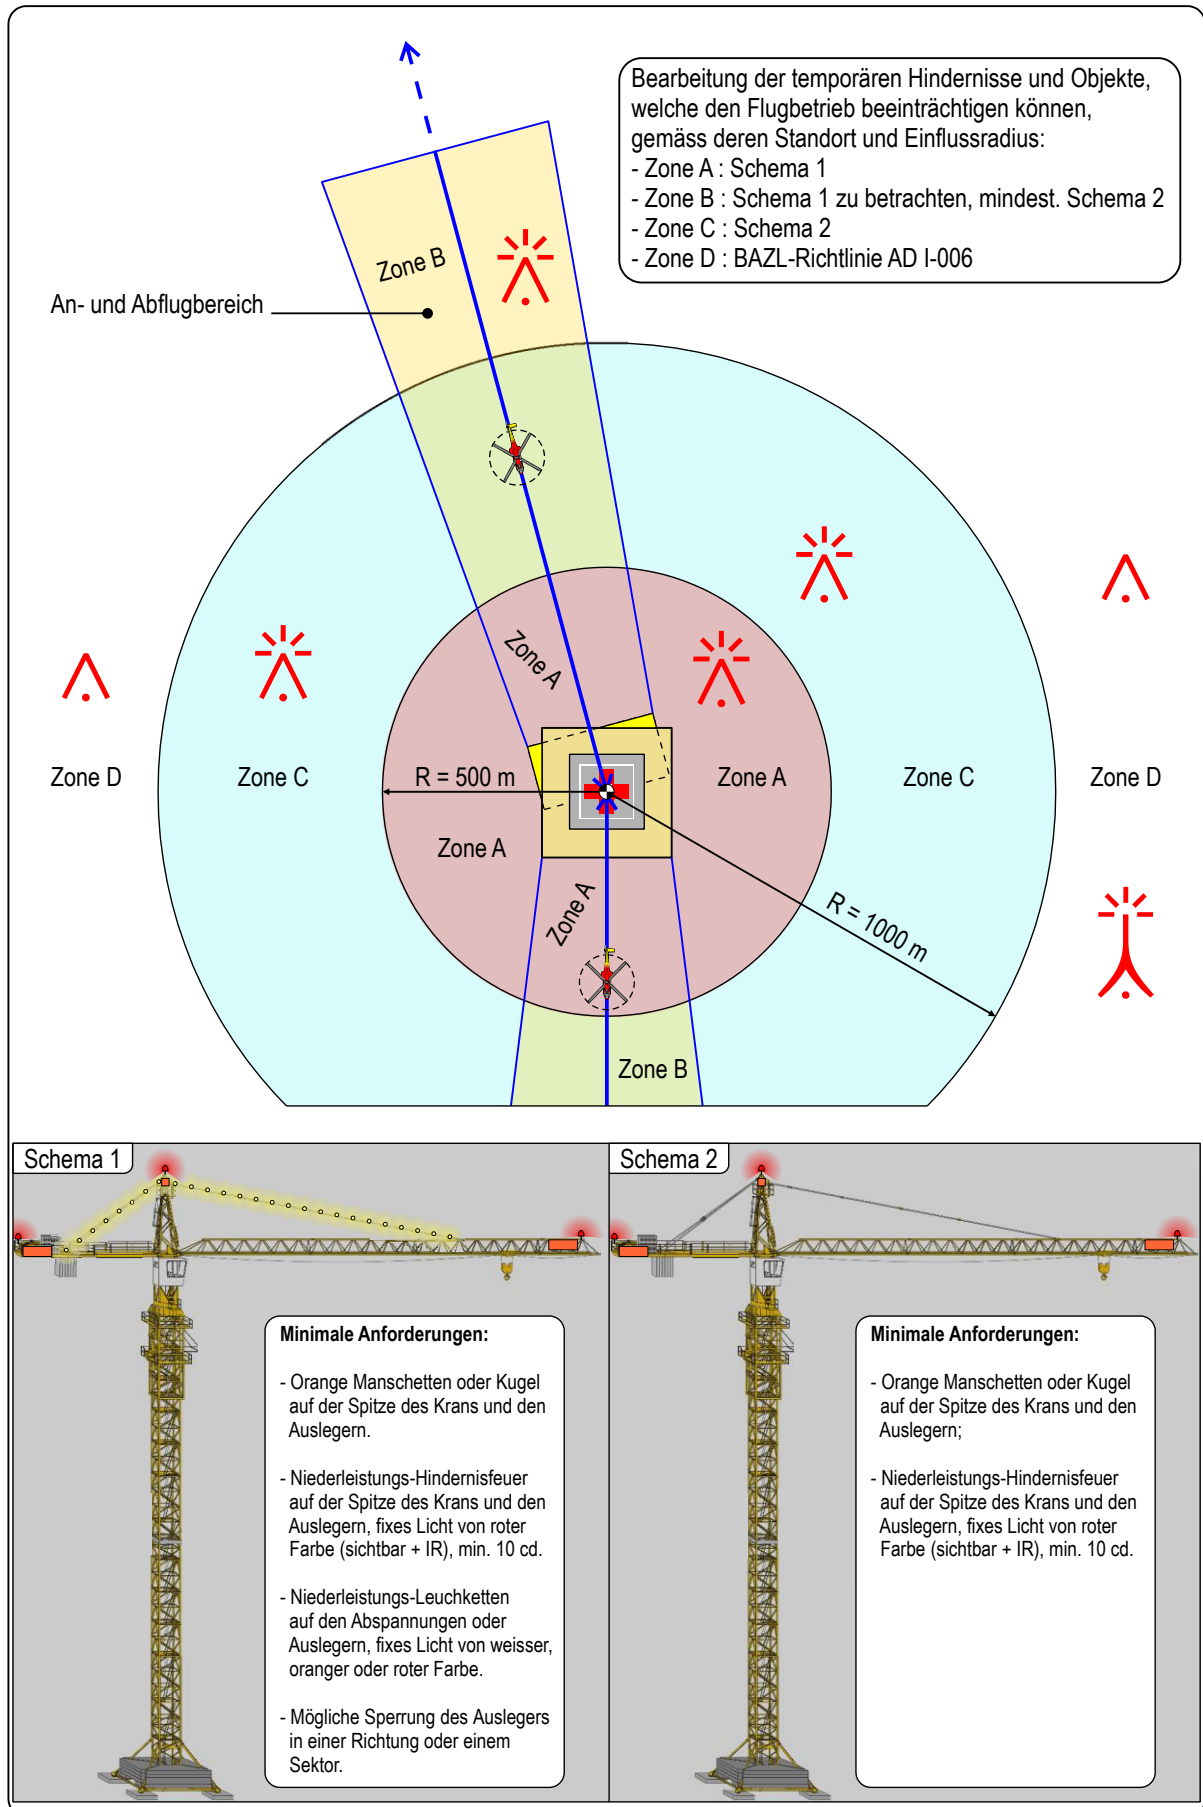 Bearbeitung der temporären Hindernisse und Objekte,
welche den Flugbetrieb beeinträchtigen können,
gemäss deren Standort und Einflussradius:
- Zone A : Schema 1
- Zone B : Schema 1 zu betrachten, mindest. Schema 2
- Zone C : Schema 2
- Zone D : BAZL-Richtlinie AD I-006
Zone B
An- und Abflugbereich
Zone A
Zone D
Zone C
R = 500 m
Zone A
Zone C
Zone D
Zone A
Zone A
R = 1000 m
Zone B
Schema 1
Minimale Anforderungen:
- Orange Manschetten oder Kugel
auf der Spitze des Krans und den
Auslegern.
- Niederleistungs-Hindernisfeuer
auf der Spitze des Krans und den
Auslegern, fixes Licht von roter
Farbe (sichtbar + IR), min. 10 cd.
- Niederleistungs-Leuchketten
auf den Abspannungen oder
Auslegern, fixes Licht von weisser,
oranger oder roter Farbe.
- Mögliche Sperrung des Auslegers
in einer Richtung oder einem
Sektor.
Schema 2
Minimale Anforderungen:
- Orange Manschetten oder Kugel
auf der Spitze des Krans und den
Auslegern;
- Niederleistungs-Hindernisfeuer
auf der Spitze des Krans und den
Auslegern, fixes Licht von roter
Farbe (sichtbar + IR), min. 10 cd.